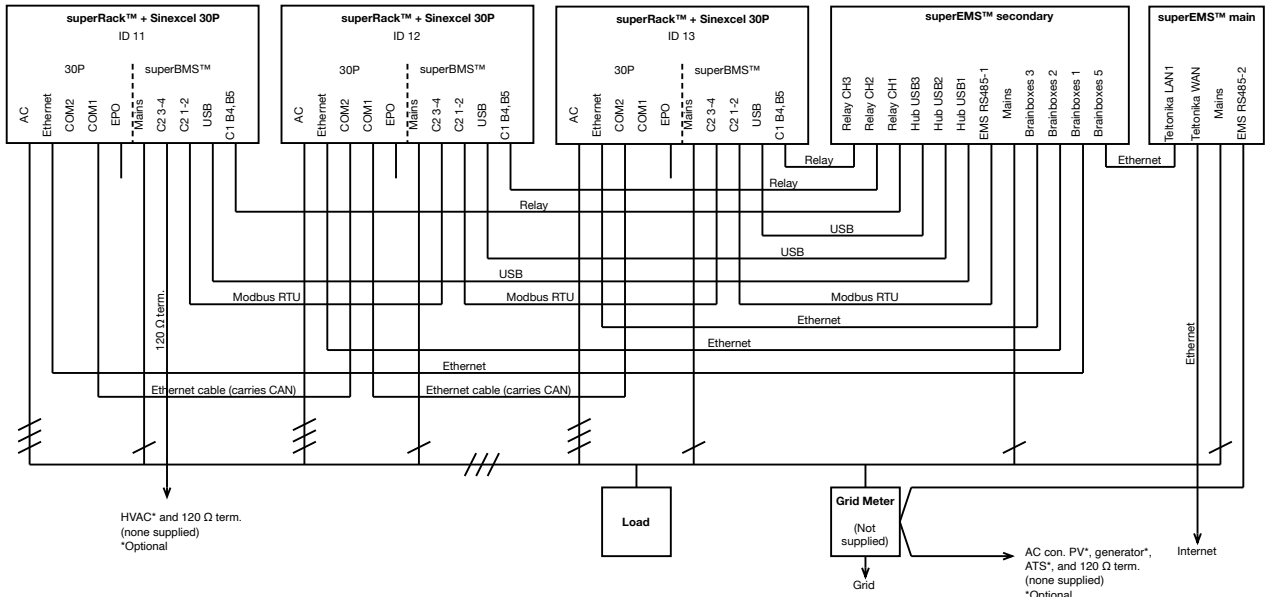 superRack™ + Sinexcel 30P
ID 11
30P
superBMS™
AC
Ethernet
COM2
COM1
EPO
Mains
C2 3-4
C2 1-2
USB
C1 B4, B5
superRack™ + Sinexcel 30P
ID 12
30P
superBMS™
AC
Ethernet
COM2
COM1
EPO
Mains
C2 3-4
C2 1-2
USB
C1 B4, B5
superRack™ + Sinexcel 30P
ID 13
30P
superBMS™
AC
Ethernet
COM2
COM1
EPO
Mains
C2 3-4
C2 1-2
USB
C1 B4, B5
superEMS™ secondary
Relay CH3
Relay CH2
Relay CH1
Hub USB3
Hub USB2
Hub USB1
EMS RS485-1
Mains
Brainboxes 3
Brainboxes 2
Brainboxes 1
Brainboxes 5
superEMS™ main
Teltonika LAN1
Teltonika WAN
Mains
EMS RS485-2
Relay
Ethernet
Relay
Relay
USB
USB
USB
Modbus RTU
Modbus RTU
Modbus RTU
120 Ω term.
Ethernet
Ethernet
Ethernet
Ethernet
Ethernet cable (carries CAN)
Ethernet cable (carries CAN)
HVAC* and 120 Ω term.
(none supplied)
*Optional
Load
Grid Meter
(Not
supplied)
Grid
AC con. PV*, generator*,
ATS*, and 120 Ω term.
(none supplied)
*Optional
Internet